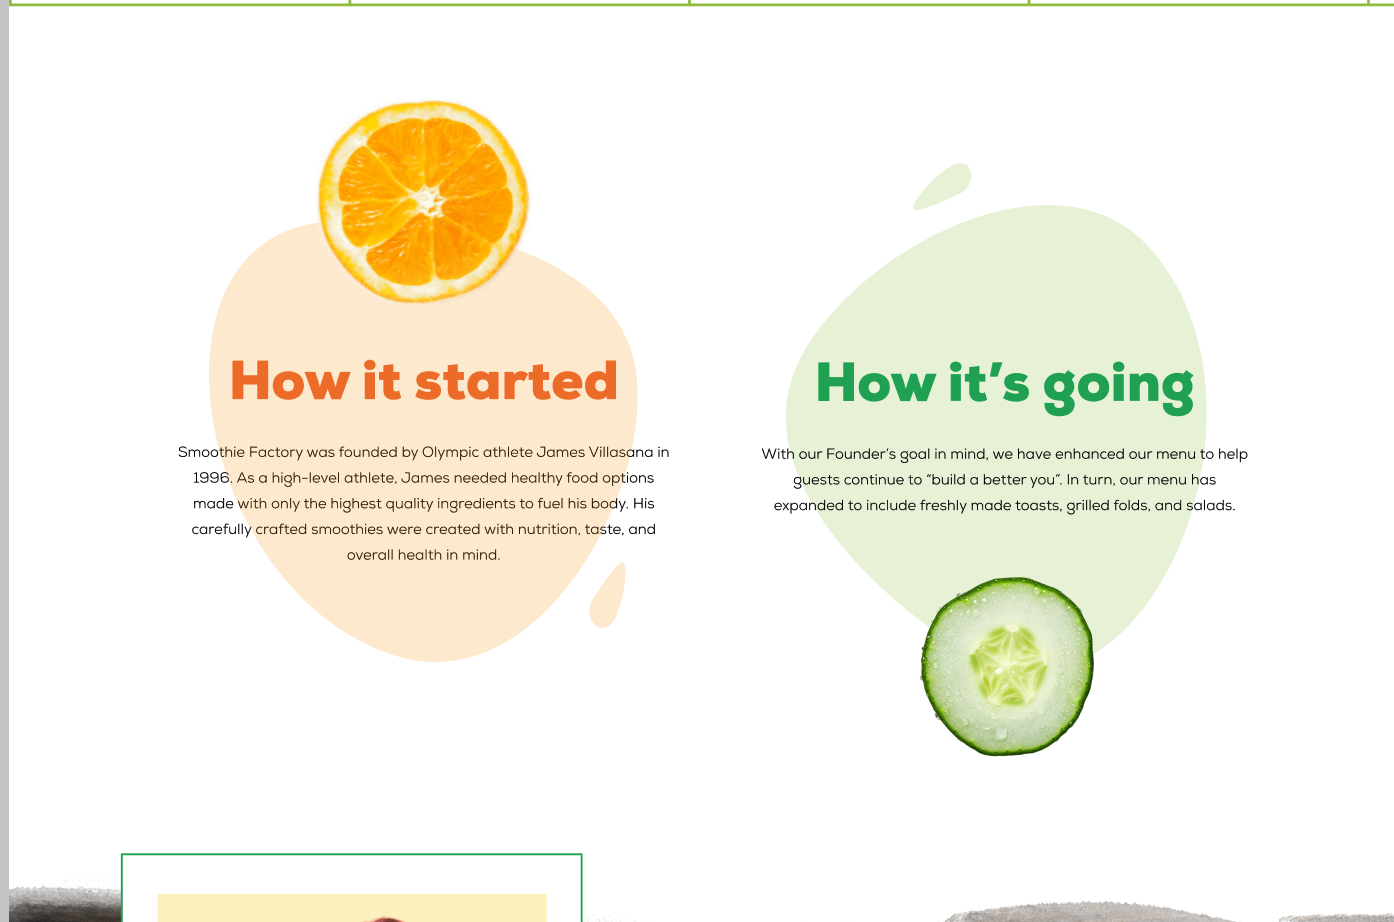 How it started
Smoothie Factory was founded by Olympic athlete James Villasana in
1996. As a high-level athlete, James needed healthy food options
made with only the highest quality ingredients to fuel his body. His
carefully crafted smoothies were created with nutrition, taste, and
overall health in mind.
How it’s going
With our Founder’s goal in mind, we have enhanced our menu to help
guests continue to “build a better you”. In turn, our menu has
expanded to include freshly made toasts, grilled folds, and salads.